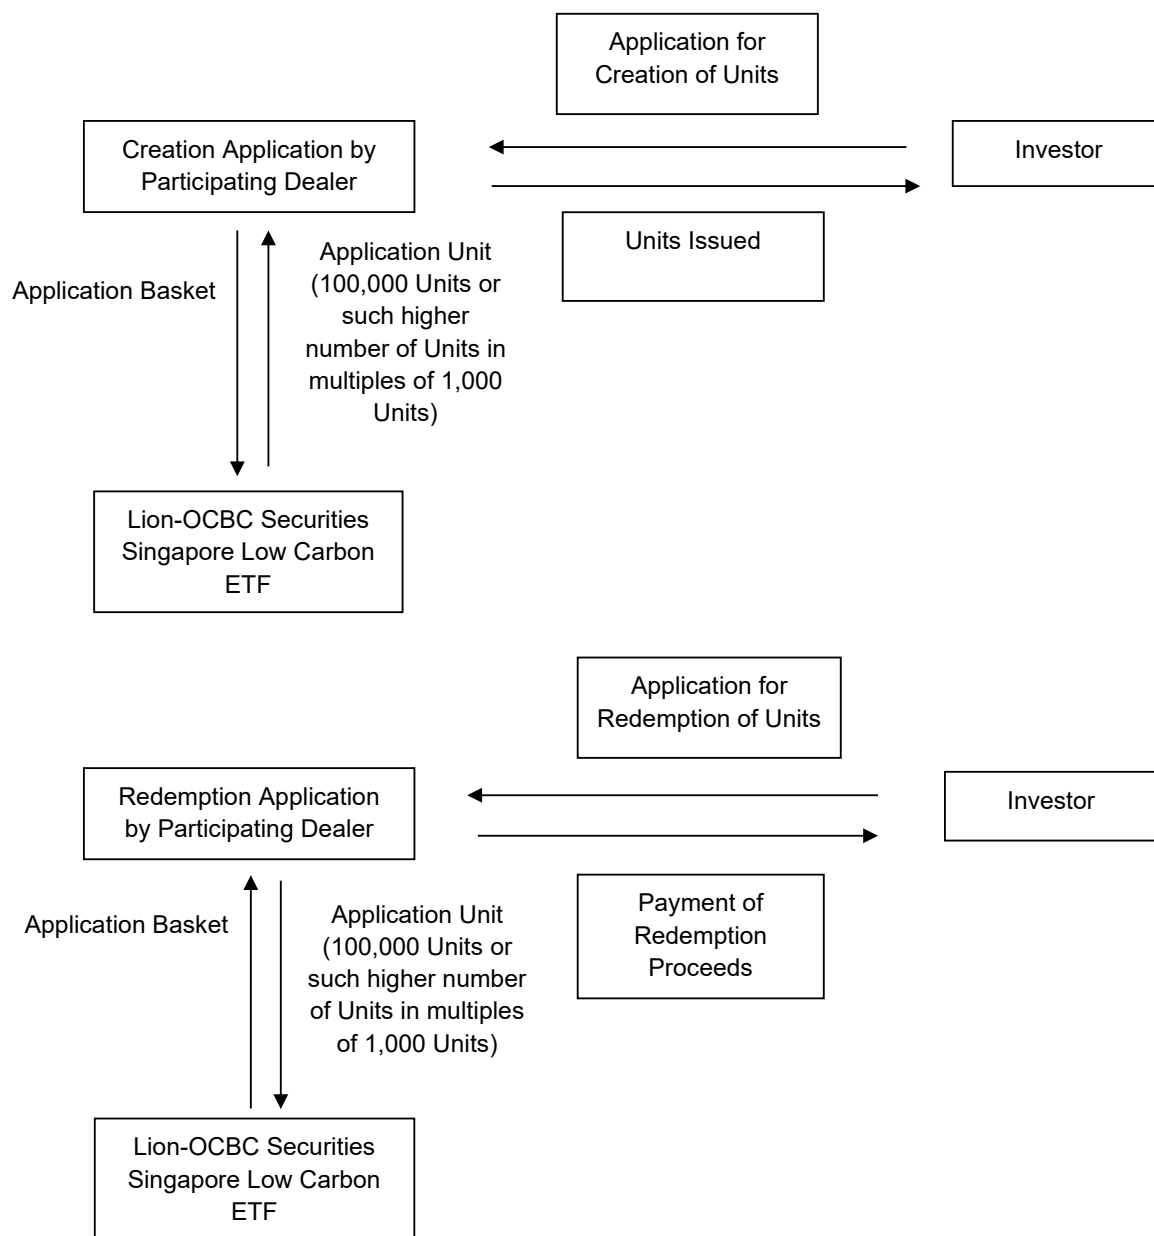 Application for
Creation of Units
Creation Application by
Participating Dealer
Investor
Units Issued
Application Basket
Application Unit
(100,000 Units or
such higher
number of Units in
multiples of 1,000
Units)
Lion-OCBC Securities
Singapore Low Carbon
ETF
Application for
Redemption of Units
Redemption Application
by Participating Dealer
Investor
Payment of
Redemption
Proceeds
Application Basket
Application Unit
(100,000 Units or
such higher number
of Units in multiples
of 1,000 Units)
Lion-OCBC Securities
Singapore Low Carbon
ETF